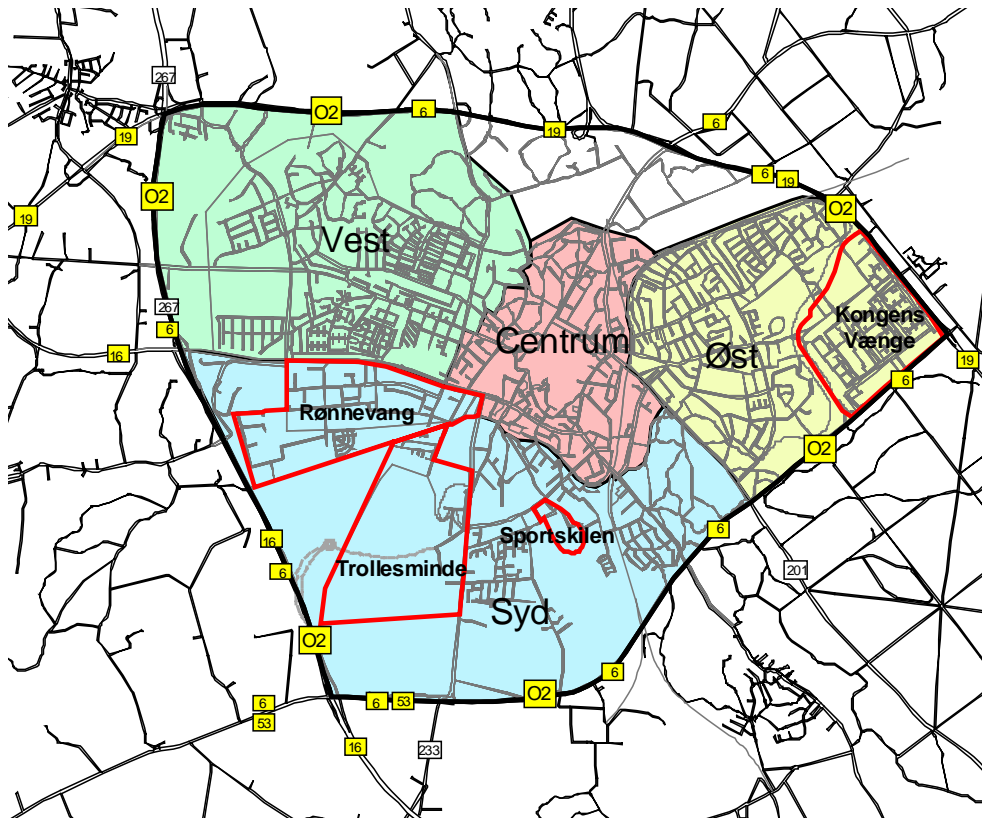 267
O2
6
19
6
19
6
19
O2
O2
19
Vest
Kongens
Vænge
267
6
Centrum
Øst
16
19
6
Rønnevang
O2
Sportskilen
6
16
Trollesminde
6
201
Syd
O2
6
O2
6
6
53
53
16
233